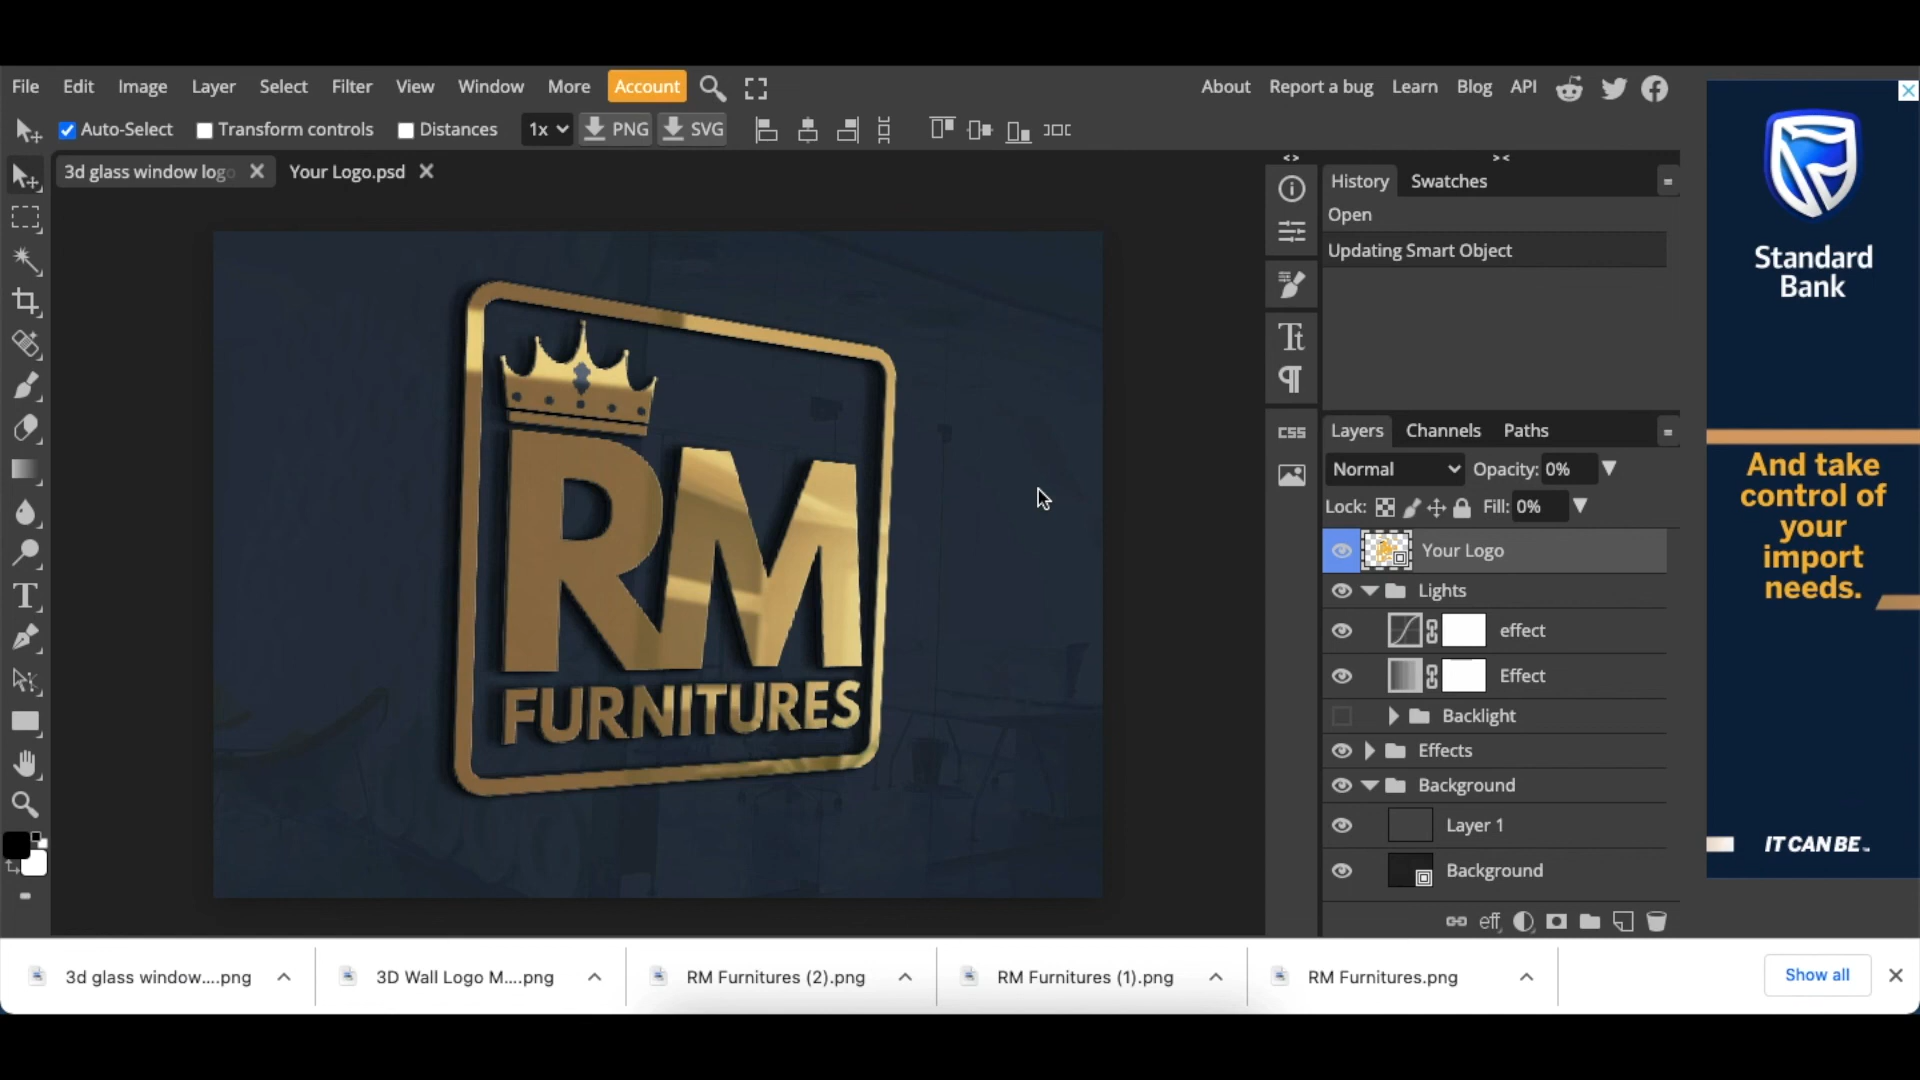 File Edit Image Layer Select Filter View Window More Account
About Report a bug Learn Blog API
Auto-Select Transform controls Distances 1x PNG SVG
3d glass window logo Your Logo.psd
History Swatches
Open
Updating Smart Object
CSS
Layers Channels Paths
Normal Opacity: 0%
Lock: Fill: 0%
Your Logo
Lights
effect
Effect
Backlight
Effects
Background
Layer 1
Background
eff
RM
FURNITURES
Standard
Bank
And take
control of
your
import
needs.
IT CAN BE™
3d glass window....png
3D Wall Logo M....png
RM Furnitures (2).png
RM Furnitures (1).png
RM Furnitures.png
Show all